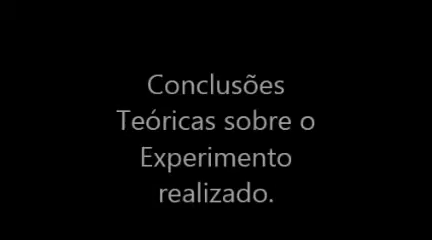 Conclusões
Teóricas sobre o
Experimento
realizado.